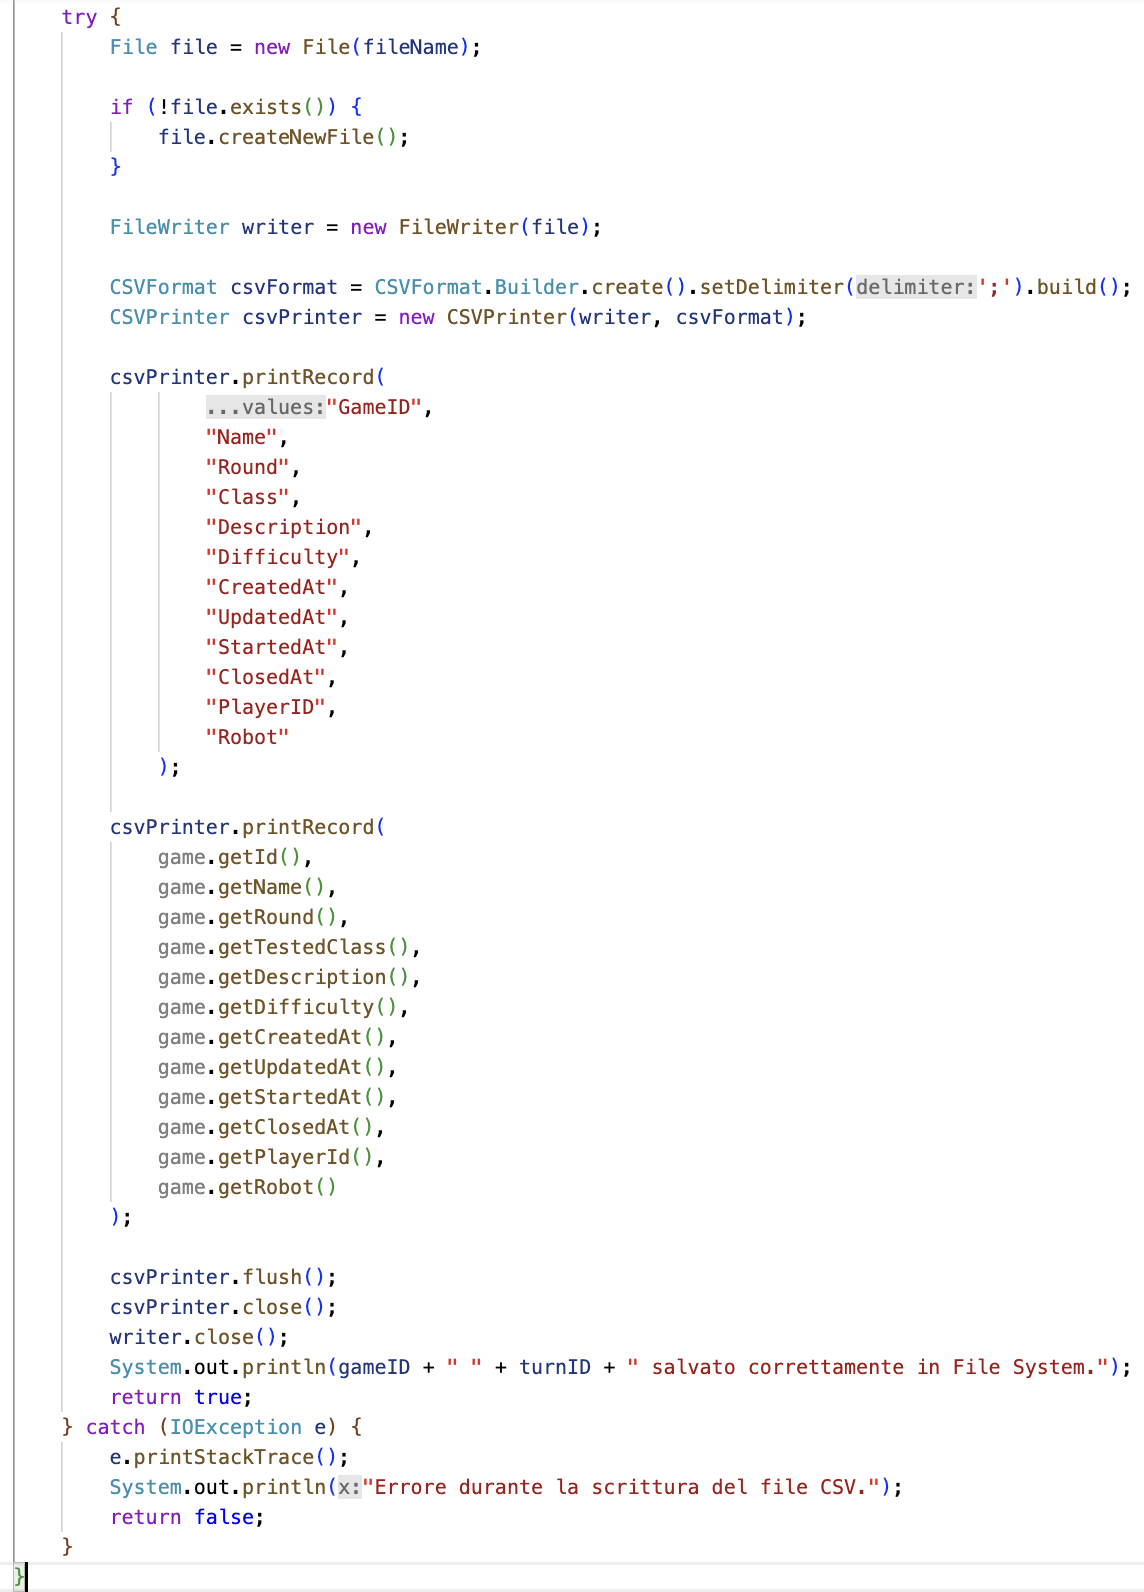 try {
File file = new File(fileName);
if (!file.exists()) {
file.createNewFile();
}
FileWriter writer = new FileWriter(file);
CSVFormat csvFormat = CSVFormat.Builder.create().setDelimiter(delimiter:';').build();
CSVPrinter csvPrinter = new CSVPrinter(writer, csvFormat);
csvPrinter.printRecord(
...values:"GameID",
"Name",
"Round",
"Class",
"Description",
"Difficulty",
"CreatedAt",
"UpdatedAt",
"StartedAt",
"ClosedAt",
"PlayerID",
"Robot"
);
csvPrinter.printRecord(
game.getId(),
game.getName(),
game.getRound(),
game.getTestedClass(),
game.getDescription(),
game.getDifficulty(),
game.getCreatedAt(),
game.getUpdatedAt(),
game.getStartedAt(),
game.getClosedAt(),
game.getPlayerId(),
game.getRobot()
);
csvPrinter.flush();
csvPrinter.close();
writer.close();
System.out.println(gameID + " " + turnID + " salvato correttamente in File System.");
return true;
} catch (IOException e) {
e.printStackTrace();
System.out.println(x:"Errore durante la scrittura del file CSV.");
return false;
}
}